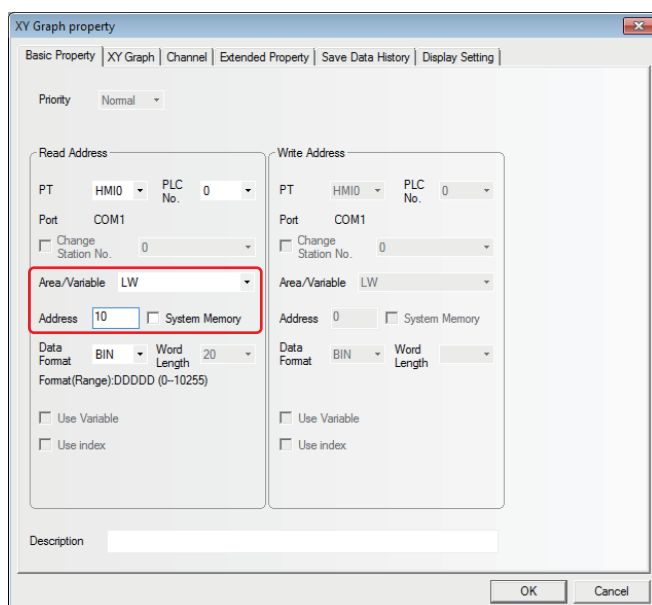 XY Graph property
Basic Property XY Graph Channel Extended Property Save Data History Display Setting
Priority Normal
Read Address
PT HMI0 PLC No. 0
Port COM1
Change Station No. 0
Area/Variable LW
Address 10 System Memory
Data Format BIN Word Length 20
Format(Range):DDDDD (0~10255)
Use Variable
Use index
Write Address
PT HMI0 PLC No. 0
Port COM1
Change Station No. 0
Area/Variable LW
Address 0 System Memory
Data Format BIN Word Length
Use Variable
Use index
Description
OK Cancel